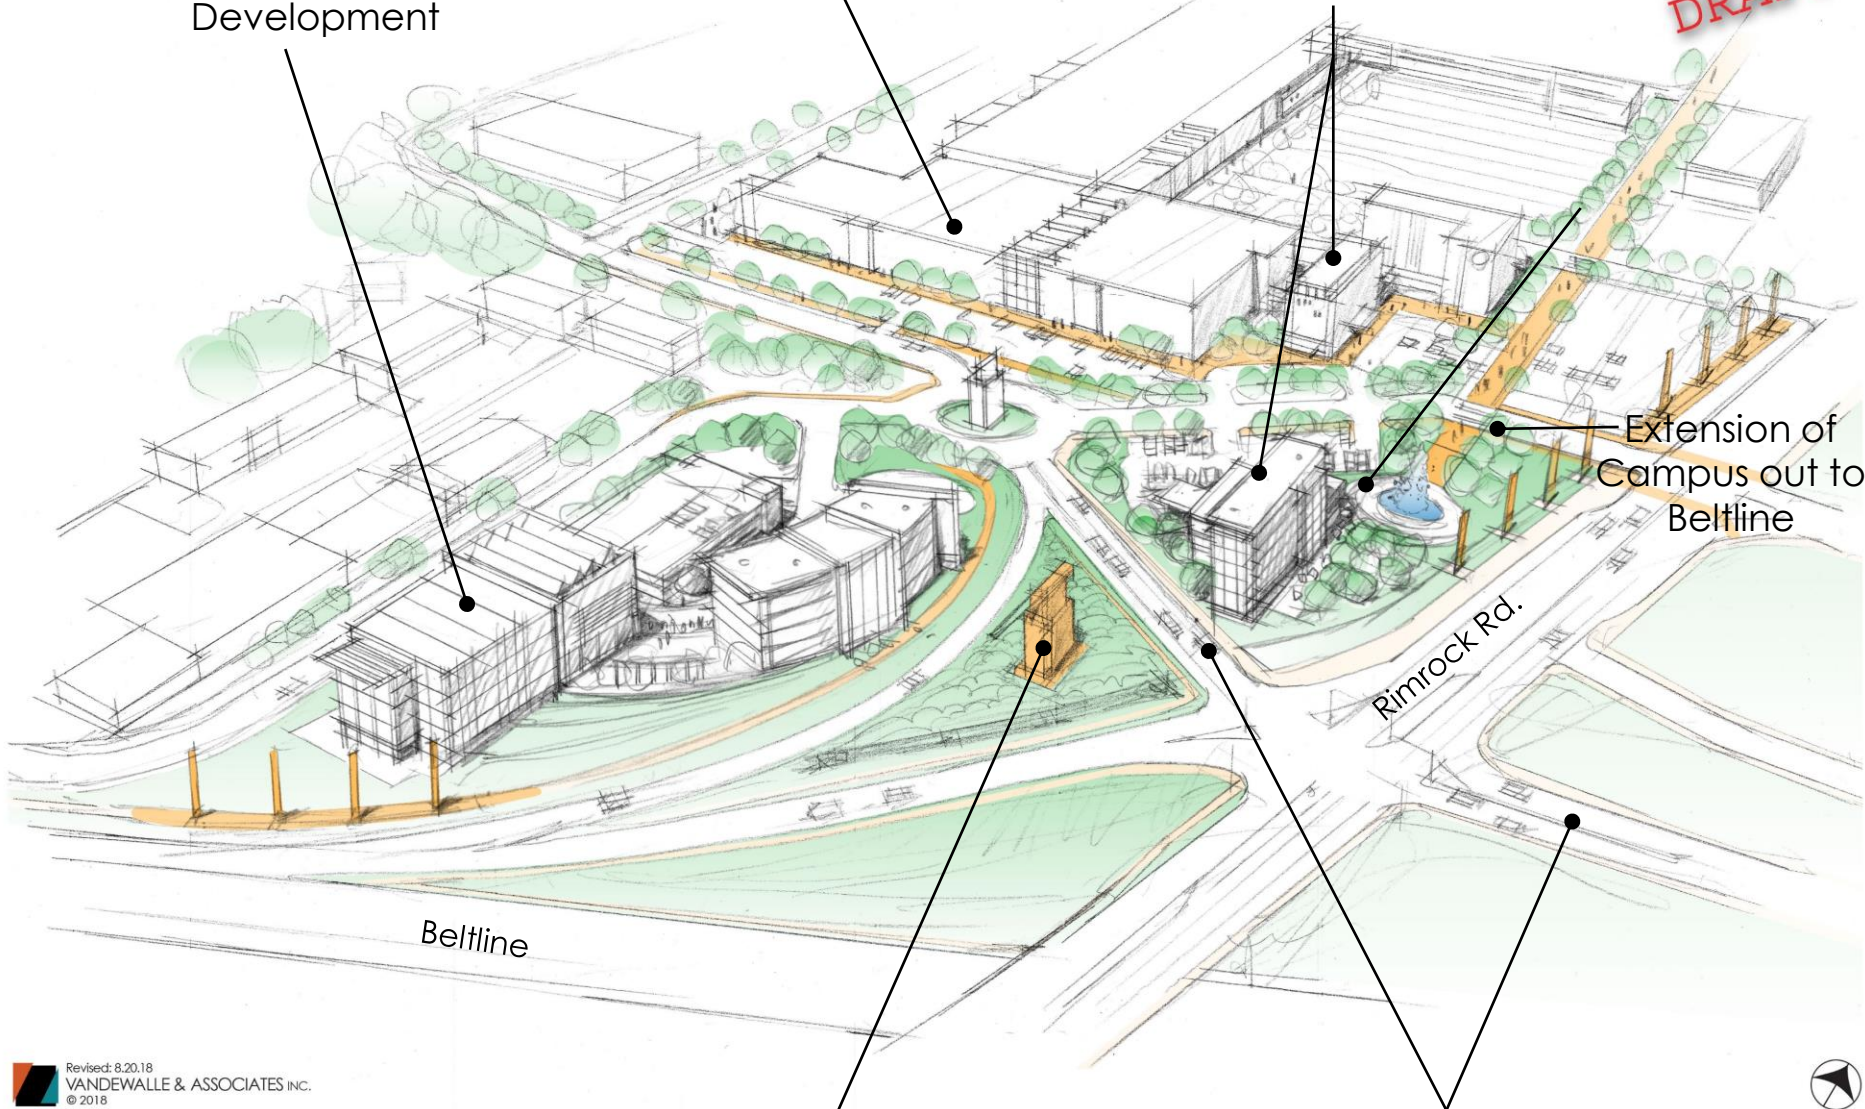 Development
Extension of
Campus out to
Beltline
Rimrock Rd.
Beltline
Revised: 8.20.18
VANDEWALLE & ASSOCIATES INC.
© 2018